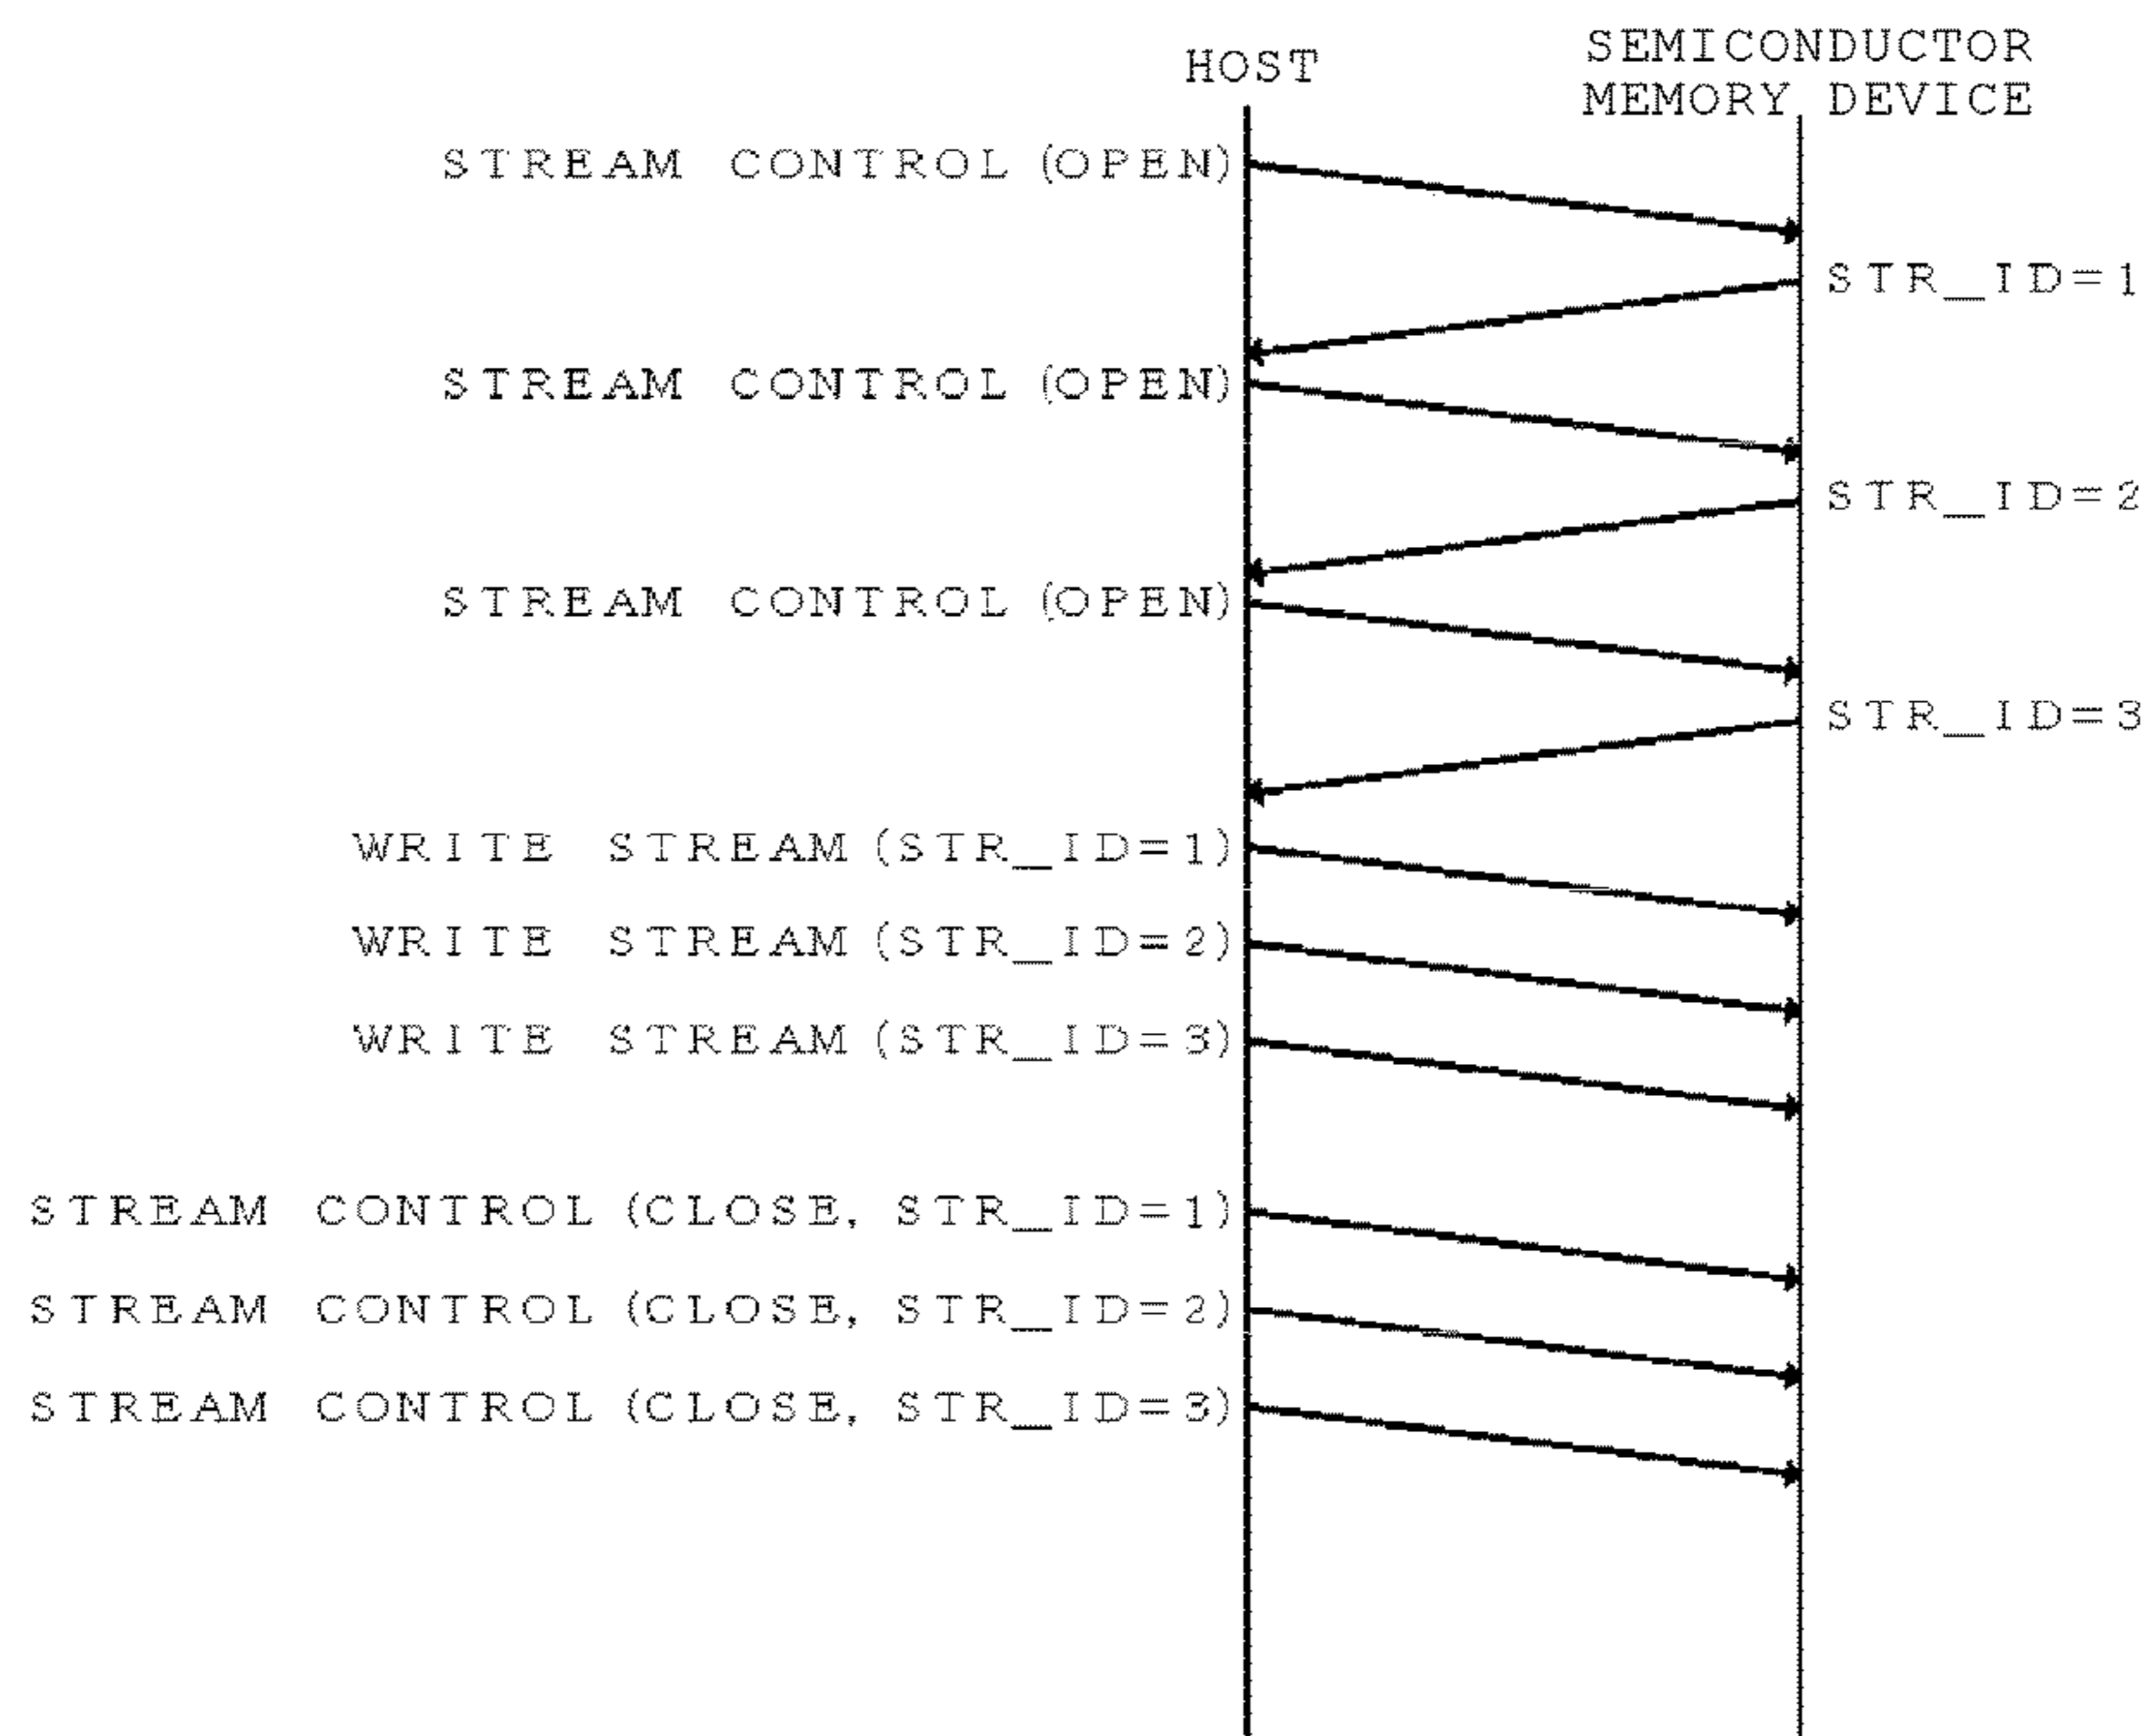 HOST
SEMICONDUCTOR
MEMORY DEVICE
STREAM CONTROL (OPEN)
STR_ID=1
STREAM CONTROL (OPEN)
STR_ID=2
STREAM CONTROL (OPEN)
STR_ID=3
WRITE STREAM (STR_ID=1)
WRITE STREAM (STR_ID=2)
WRITE STREAM (STR_ID=3)
STREAM CONTROL (CLOSE, STR_ID=1)
STREAM CONTROL (CLOSE, STR_ID=2)
STREAM CONTROL (CLOSE, STR_ID=3)